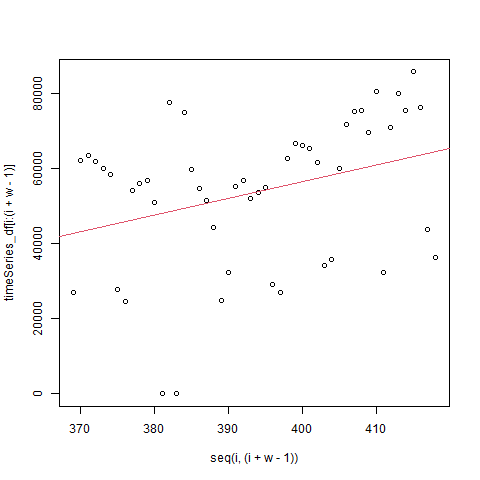 timeSeries_df[i:(i + w - 1)]
80000
60000
40000
20000
0
370 380 390 400 410
seq(i, (i + w - 1))